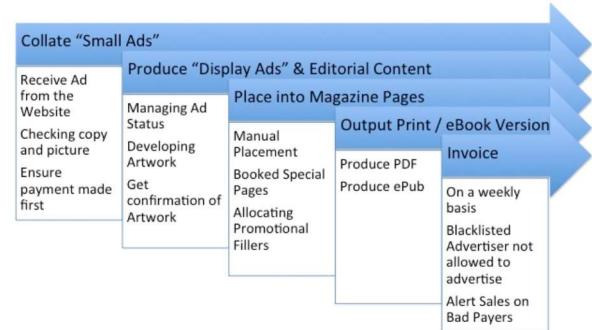 Collate “Small Ads”
Receive Ad
from the
Website
Checking copy
and picture
Ensure
payment made
first
Produce “Display Ads” & Editorial Content
Managing Ad
Status
Developing
Artwork
Get
confirmation of
Artwork
Place into Magazine Pages
Manual
Placement
Booked Special
Pages
Allocating
Promotional
Fillers
Output Print / eBook Version
Produce PDF
Produce ePub
Invoice
On a weekly
basis
Blacklisted
Advertiser not
allowed to
advertise
Alert Sales on
Bad Payers